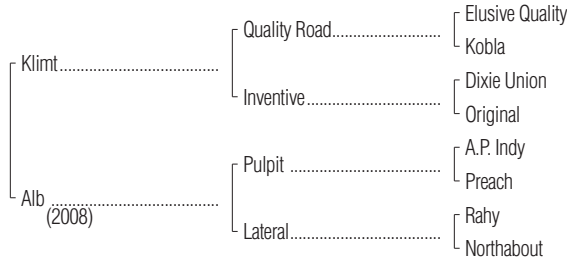 Elusive Quality
Quality Road
Kobla
Klimt
Dixie Union
Inventive
Original
A.P. Indy
Pulpit
Preach
Alb
(2008)
Rahy
Lateral
Northabout